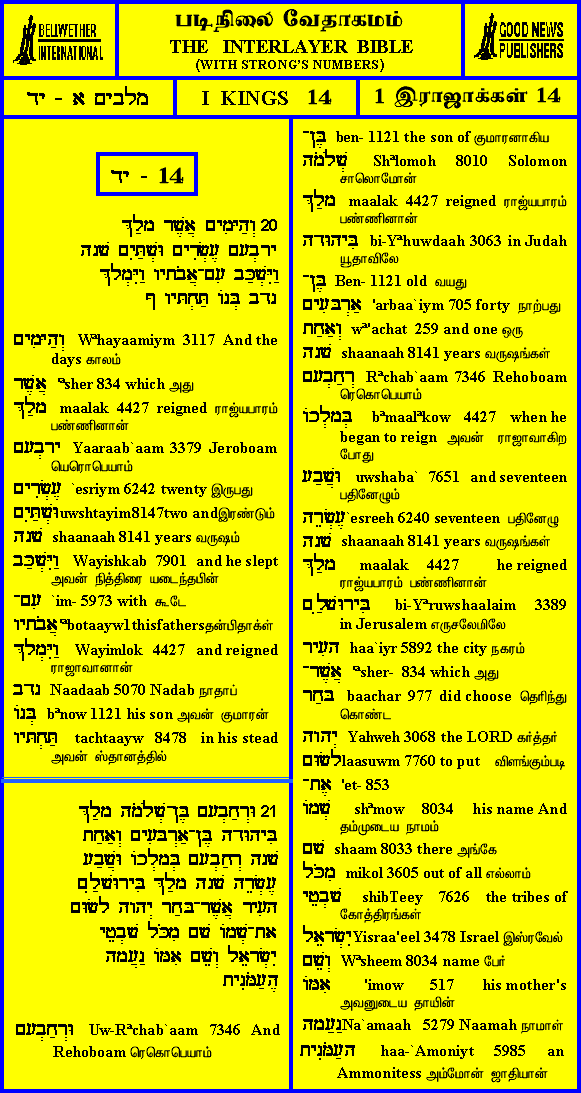 BELLWETHER
INTERNATIONAL
படிநிலை வேதாகமம்
THE INTERLAYER BIBLE
(WITH STRONG'S NUMBERS)
GOOD NEWS
PUBLISHERS
מלכים א - יד
I KINGS 14
1 இராஜாக்கள் 14
יד - 14
20 וְהַיָּמִים אֲשֶׁר מָלַךְ
יָרָבְעָם עֶשְׂרִים וּשְׁתַּיִם שָׁנָה
וַיִּשְׁכַּב עִם־אֲבֹתָיו וַיִּמְלֹךְ
נָדָב בְּנוֹ תַּחְתָּיו ף
וְהַיָּמִים Wªhayaamiym 3117 And the
days காலம்
אֲשֶׁר ªsher 834 which அது
מָלַךְ maalak 4427 reigned ராஜ்யபாரம்
பண்ணினான்
יָרָבְעָם Yaaraab`aam 3379 Jeroboam
யெரொபெயாம்
עֶשְׂרִים `esriym 6242 twenty இருபது
וּשְׁתַּיִם uwshtayim8147two andஇரண்டும்
שָׁנָה shaanaah 8141 years வருஷம்
וַיִּשְׁכַּב Wayishkab 7901 and he slept
அவன் நித்திரை யடைந்தபின்
עִם־ `im- 5973 with கூடே
אֲבֹתָיו ªbotaayw1hisfathersதன்பிதாக்ள்
וַיִּמְלֹךְ Wayimlok 4427 and reigned
ராஜாவானான்
נָדָב Naadaab 5070 Nadab நாதாப்
בְּנוֹ bªnow 1121 his son அவன் குமாரன்
תַּחְתָּיו tachtaayw 8478 in his stead
அவன் ஸ்தானத்தில்
21 וּרְחַבְעָם בֶּן־שְׁלֹמֹה מָלַךְ
בִּיהוּדָה בֶּן־אַרְבָּעִים וְאַחַת
שָׁנָה רְחַבְעָם בְּמָלְכוֹ וּשְׁבַע
עֶשְׂרֵה שָׁנָה מָלַךְ בִּירוּשָׁלִַם
הָעִיר אֲשֶׁר־בָּחַר יְהוָה לָשׂוּם
אֶת־שְׁמוֹ שָׁם מִכֹּל שִׁבְטֵי
יִשְׂרָאֵל וְשֵׁם אִמּוֹ נַעֲמָה
הָעַמֹּנִית
וּרְחַבְעָם Uw-Rªchab`aam 7346 And
Rehoboam ரெகொபெயாம்
בֶּן־ ben- 1121 the son of குமாரனாகிய
שְׁלֹמֹה Shªlomoh 8010 Solomon
சாலொமோன்
מָלַךְ maalak 4427 reigned ராஜ்யபாரம்
பண்ணினான்
בִּיהוּדָה bi-Yªhuwdaah 3063 in Judah
யூதாவிலே
בֶּן־ Ben- 1121 old வயது
אַרְבָּעִים 'arbaa`iym 705 forty நாற்பது
וְאַחַת wª'achat 259 and one ஒரு
שָׁנָה shaanaah 8141 years வருஷங்கள்
רְחַבְעָם Rªchab`aam 7346 Rehoboam
ரெகொபெயாம்
בְּמָלְכוֹ bªmaalªkow 4427 when he
began to reign அவன் ராஜாவாகிற
போது
וּשְׁבַע uwshaba` 7651 and seventeen
பதினேழும்
עֶשְׂרֵה `esreeh 6240 seventeen பதினேழு
שָׁנָה shaanaah 8141 years வருஷங்கள்
מָלַךְ maalak 4427 he reigned
ராஜ்யபாரம் பண்ணினான்
בִּירוּשָׁלִַם bi-Yªruwshaalaim 3389
in Jerusalem எருசலேமிலே
הָעִיר haa`iyr 5892 the city நகரம்
אֲשֶׁר־ ªsher- 834 which அது
בָּחַר baachar 977 did choose தெரிந்து
கொண்ட
יְהוָה Yahweh 3068 the LORD கர்த்தர்
לָשׂוּם laasuwm 7760 to put விளங்கும்படி
אֶת־ 'et- 853
שְׁמוֹ shªmow 8034 his name And
தம்முடைய நாமம்
שָׁם shaam 8033 there அங்கே
מִכֹּל mikol 3605 out of all எல்லாம்
שִׁבְטֵי shibTeey 7626 the tribes of
கோத்திரங்கள்
יִשְׂרָאֵל Yisraa'eel 3478 Israel இஸ்ரவேல்
וְשֵׁם Wªsheem 8034 name பேர்
אִמּוֹ 'imow 517 his mother's
அவனுடைய தாயின்
נַעֲמָה Na`amaah 5279 Naamah நாமாள்
הָעַמֹּנִית haa-`Amoniyt 5985 an
Ammonitess அம்மோன் ஜாதியான்